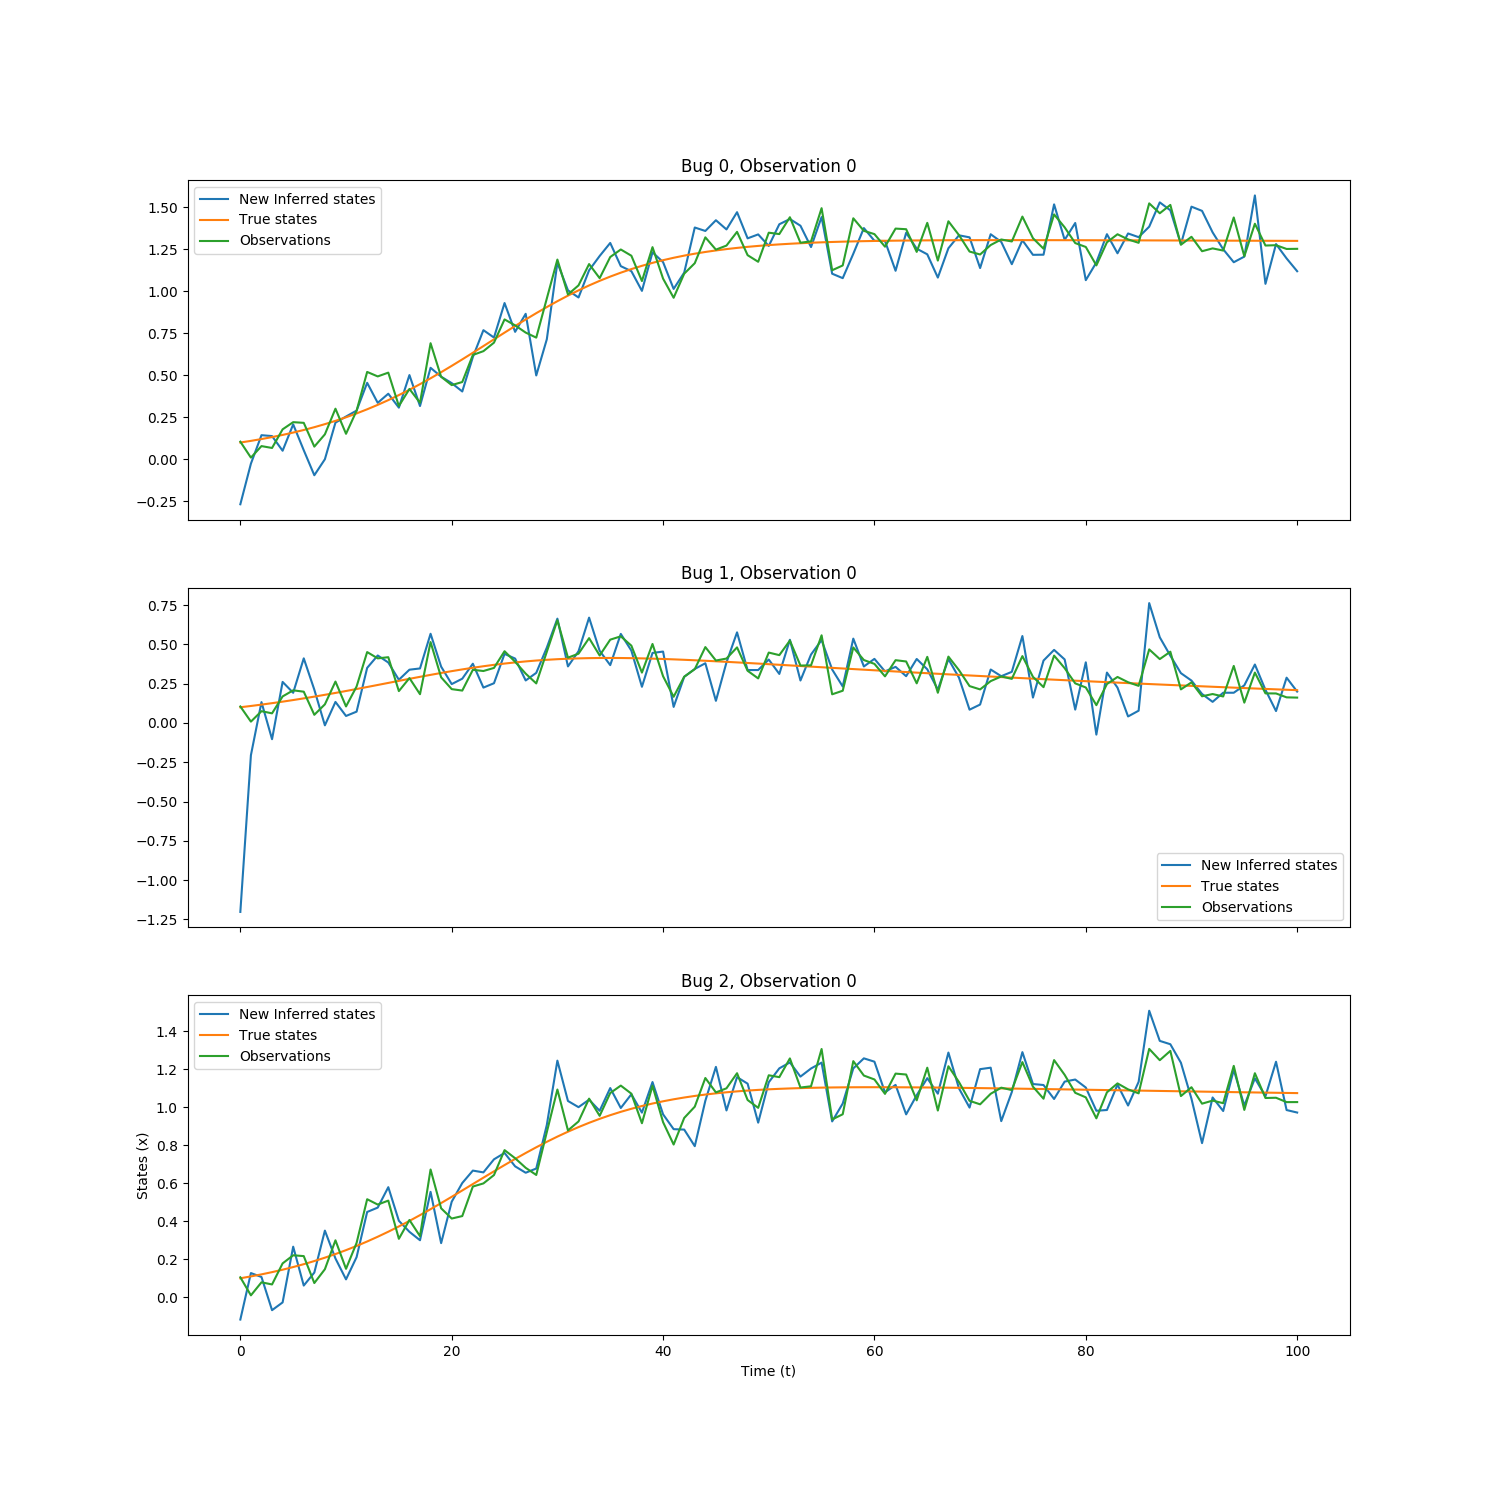 Bug 0, Observation 0
New Inferred states
True states
Observations
1.50
1.25
1.00
0.75
0.50
0.25
0.00
−0.25
Bug 1, Observation 0
0.75
0.50
0.25
0.00
−0.25
−0.50
−0.75
−1.00
−1.25
New Inferred states
True states
Observations
Bug 2, Observation 0
New Inferred states
True states
Observations
States (x)
1.4
1.2
1.0
0.8
0.6
0.4
0.2
0.0
0 20 40 60 80 100
Time (t)